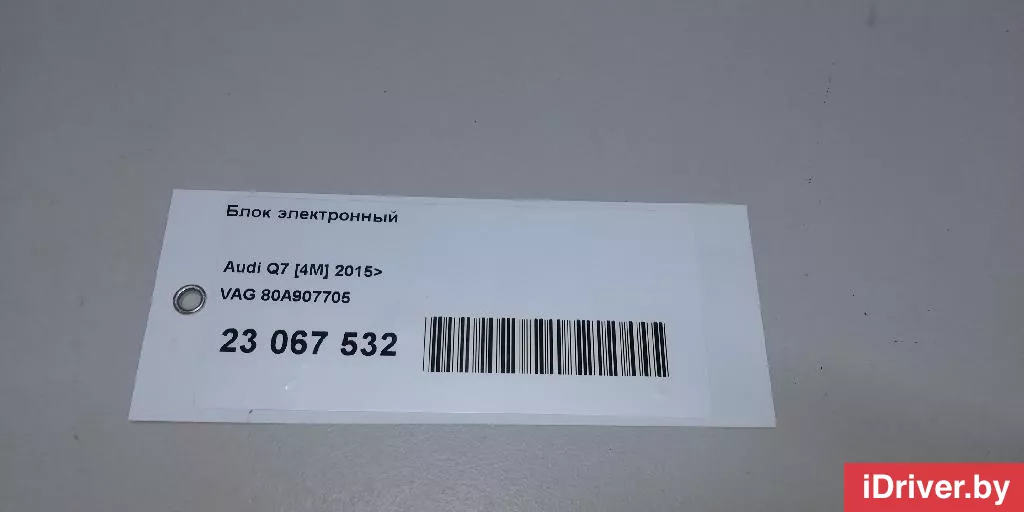 Блок электронный
Audi Q7 [4M] 2015>
VAG 80A907705
23 067 532
iDriver.by